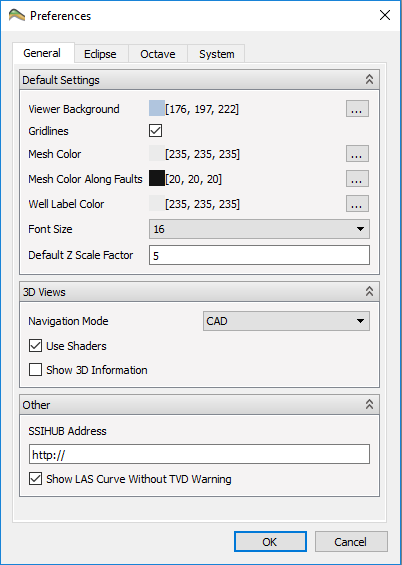 Preferences
General Eclipse Octave System
Default Settings
Viewer Background [176, 197, 222] ...
Gridlines
Mesh Color [235, 235, 235] ...
Mesh Color Along Faults [20, 20, 20] ...
Well Label Color [235, 235, 235] ...
Font Size 16
Default Z Scale Factor 5
3D Views
Navigation Mode CAD
Use Shaders
Show 3D Information
Other
SSIHUB Address
http://
Show LAS Curve Without TVD Warning
OK Cancel